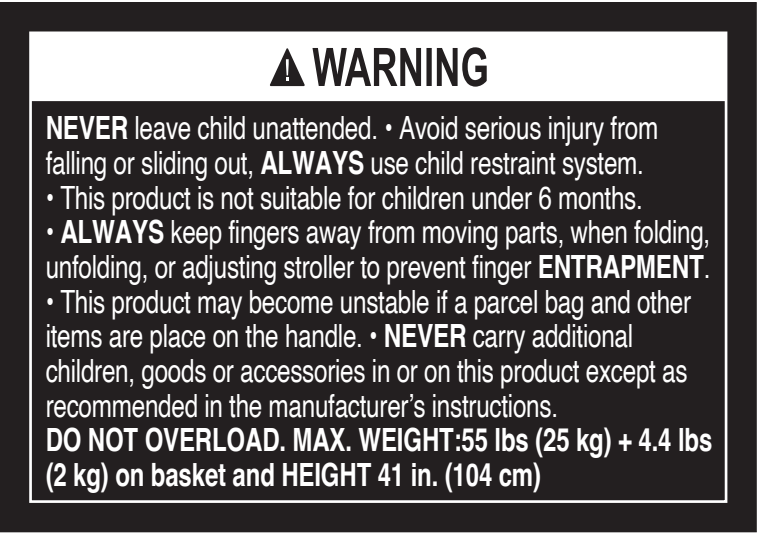 ⚠ WARNING
NEVER leave child unattended. • Avoid serious injury from
falling or sliding out, ALWAYS use child restraint system.
• This product is not suitable for children under 6 months.
• ALWAYS keep fingers away from moving parts, when folding,
unfolding, or adjusting stroller to prevent finger ENTRAPMENT.
• This product may become unstable if a parcel bag and other
items are place on the handle. • NEVER carry additional
children, goods or accessories in or on this product except as
recommended in the manufacturer’s instructions.
DO NOT OVERLOAD. MAX. WEIGHT:55 lbs (25 kg) + 4.4 lbs
(2 kg) on basket and HEIGHT 41 in. (104 cm)